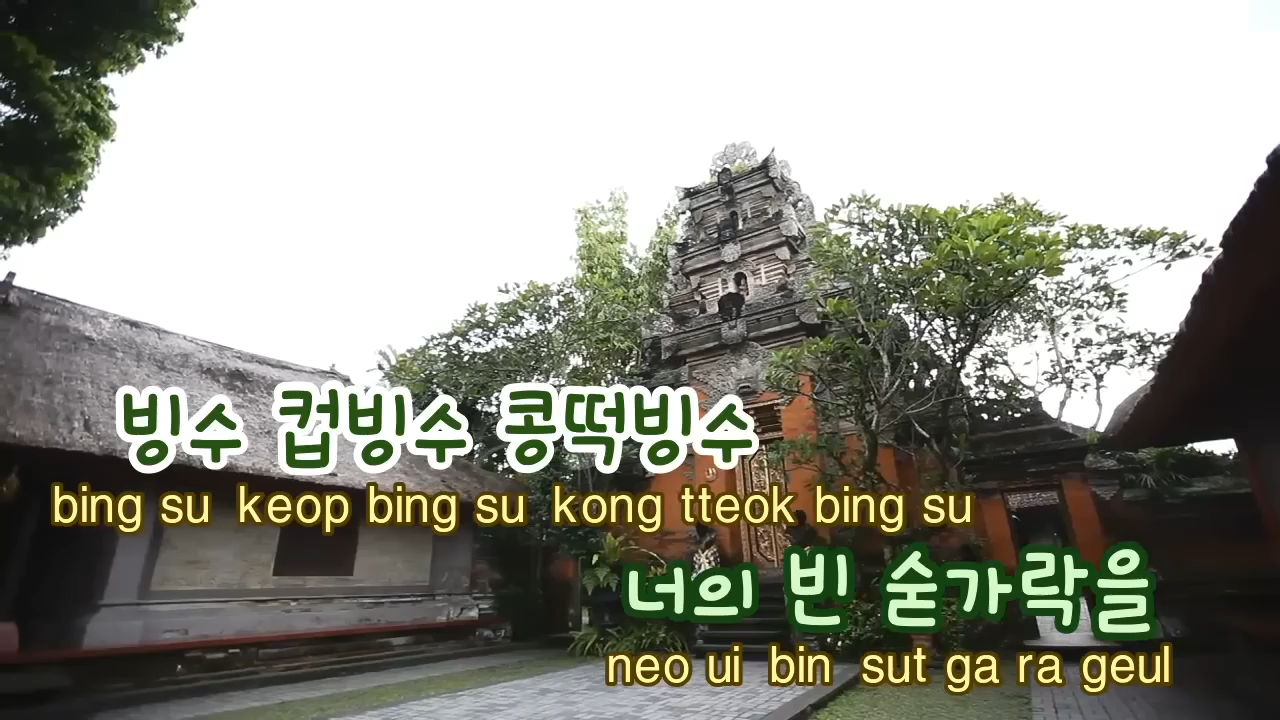 빙수 컵빙수 콩떡빙수
bing su keop bing su kong tteok bing su
너의 빈 숟가락을
neo ui bin sut ga ra geul